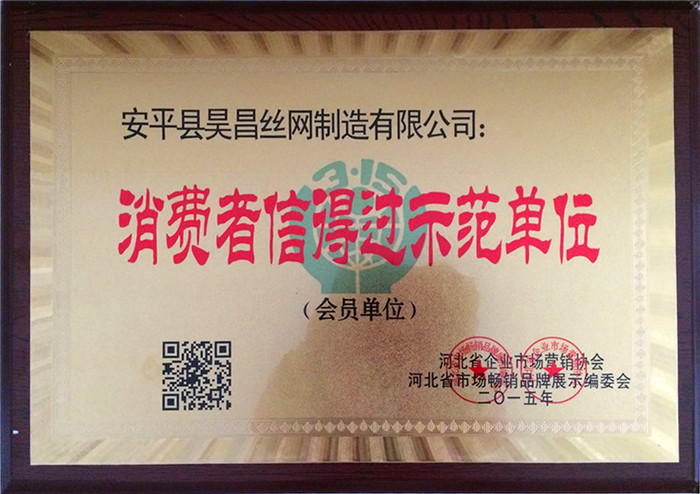 安平县昊昌丝网制造有限公司：
3·15
消费者信得过示范单位
（会员单位）
河北省企业市场营销协会
河北省市场畅销品牌展示编委会
二〇一五年